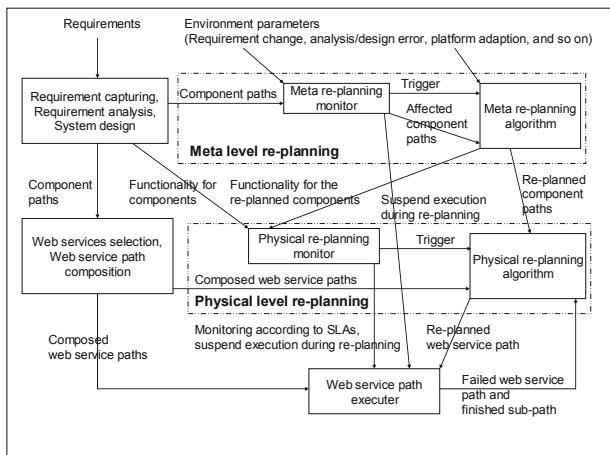 Requirements
Environment parameters
(Requirement change, analysis/design error, platform adaption, and so on)
Requirement capturing,
Requirement analysis,
System design
Component paths
Meta re-planning
monitor
Trigger
Affected
component
paths
Meta re-planning
algorithm
Meta level re-planning
Component
paths
Functionality for
components
Functionality for the
re-planned components
Suspend execution
during re-planning
Re-planned
component
paths
Web services selection,
Web service path
composition
Physical re-planning
monitor
Trigger
Physical re-planning
algorithm
Composed web service paths
Physical level re-planning
Composed
web service paths
Monitoring according to SLAs,
suspend execution during re-planning
Re-planned
web service path
Web service path
executer
Failed web service
path and
finished sub-path